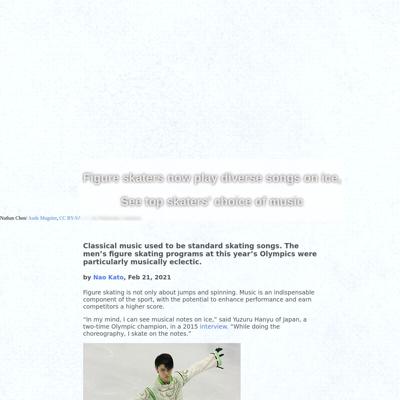 Figure skaters now play diverse songs on ice,
See top skaters' choice of music
Nathan Chen/ Aude Mugnier, CC BY-SA
Classical music used to be standard skating songs. The
men's figure skating programs at this year's Olympics were
particularly musically eclectic.
by Nao Kato, Feb 21, 2021
Figure skating is not only about jumps and spinning. Music is an indispensable
component of the sport, with the potential to enhance performance and earn
competitors a higher score.
"In my mind, I can see musical notes on ice," said Yuzuru Hanyu of Japan, a
two-time Olympic champion, in a 2015 interview. "While doing the
choreography, I skate on the notes."